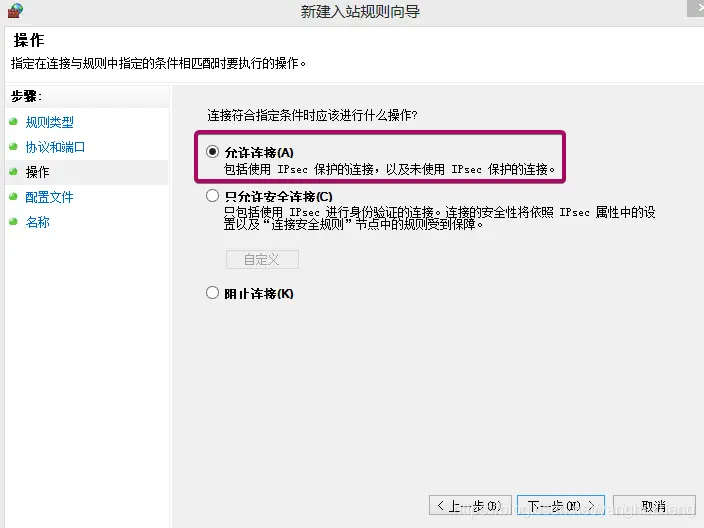 新建入站规则向导
操作
指定在连接与规则中指定的条件相匹配时要执行的操作。
步骤:
规则类型
协议和端口
操作
配置文件
名称
连接符合指定条件时应该进行什么操作?
允许连接(A)
包括使用 IPsec 保护的连接，以及未使用 IPsec 保护的连接。
只允许安全连接(C)
只包括使用 IPsec 进行身份验证的连接。连接的安全性将依照 IPsec 属性中的设
置以及“连接安全规则”节点中的规则受到保障。
自定义
阻止连接(K)
< 上一步(B)
下一步(N) >
取消